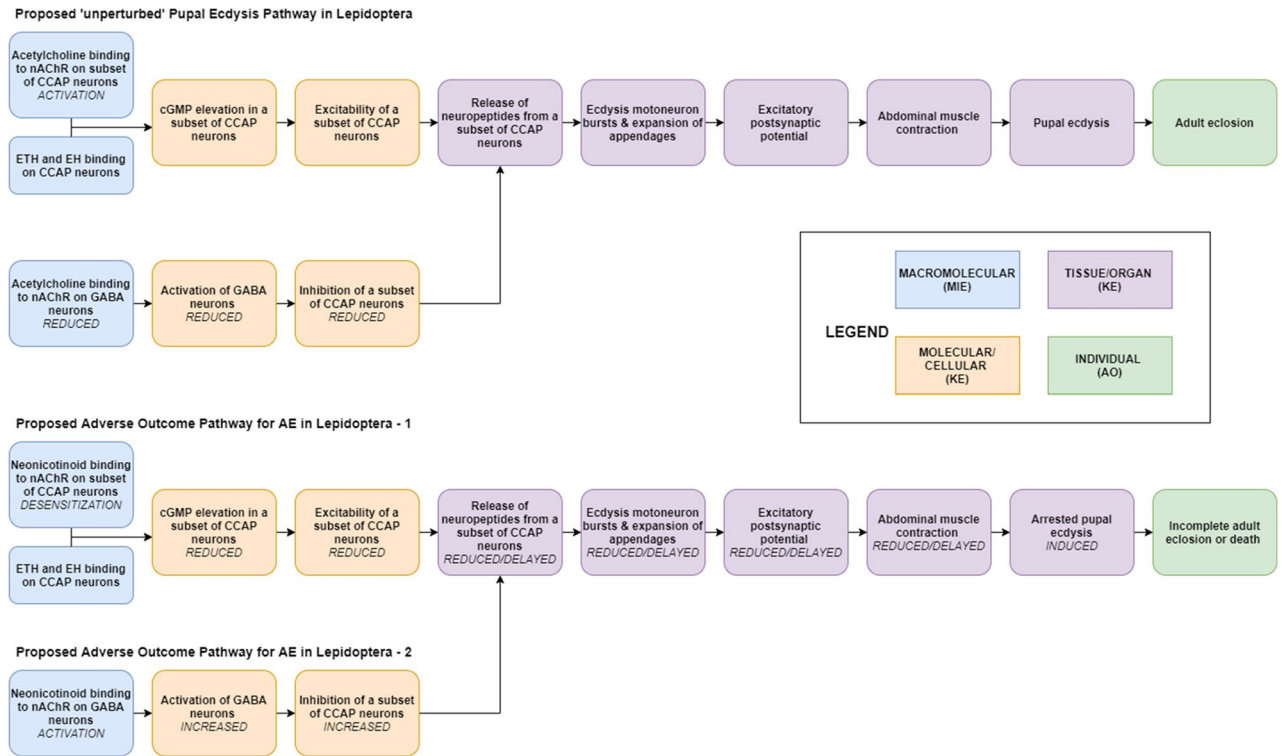 Proposed 'unperturbed' Pupal Ecdysis Pathway in Lepidoptera
Acetylcholine binding
to nAChR on subset
of CCAP neurons
ACTIVATION
ETH and EH binding
on CCAP neurons
cGMP elevation in a
subset of CCAP
neurons
Excitability of a
subset of CCAP
neurons
Release of
neuropeptides from a
subset of CCAP
neurons
Ecdysis motoneuron
bursts & expansion of
appendages
Excitatory
postsynaptic
potential
Abdominal muscle
contraction
Pupal ecdysis
Adult eclosion
Acetylcholine binding
to nAChR on GABA
neurons
REDUCED
Activation of GABA
neurons
REDUCED
Inhibition of a subset
of CCAP neurons
REDUCED
LEGEND
MACROMOLECULAR
(MIE)
TISSUE/ORGAN
(KE)
MOLECULAR/
CELLULAR
(KE)
INDIVIDUAL
(AO)
Proposed Adverse Outcome Pathway for AE in Lepidoptera - 1
Neonicotinoid binding
to nAChR on subset
of CCAP neurons
DESENSITIZATION
ETH and EH binding
on CCAP neurons
cGMP elevation in a
subset of CCAP
neurons
REDUCED
Excitability of a
subset of CCAP
neurons
REDUCED
Release of
neuropeptides from a
subset of CCAP
neurons
REDUCED/DELAYED
Ecdysis motoneuron
bursts & expansion of
appendages
REDUCED/DELAYED
Excitatory
postsynaptic
potential
REDUCED/DELAYED
Abdominal muscle
contraction
REDUCED/DELAYED
Arrested pupal
ecdysis
INDUCED
Incomplete adult
eclosion or death
Proposed Adverse Outcome Pathway for AE in Lepidoptera - 2
Neonicotinoid binding
to nAChR on GABA
neurons
ACTIVATION
Activation of GABA
neurons
INCREASED
Inhibition of a subset
of CCAP neurons
INCREASED